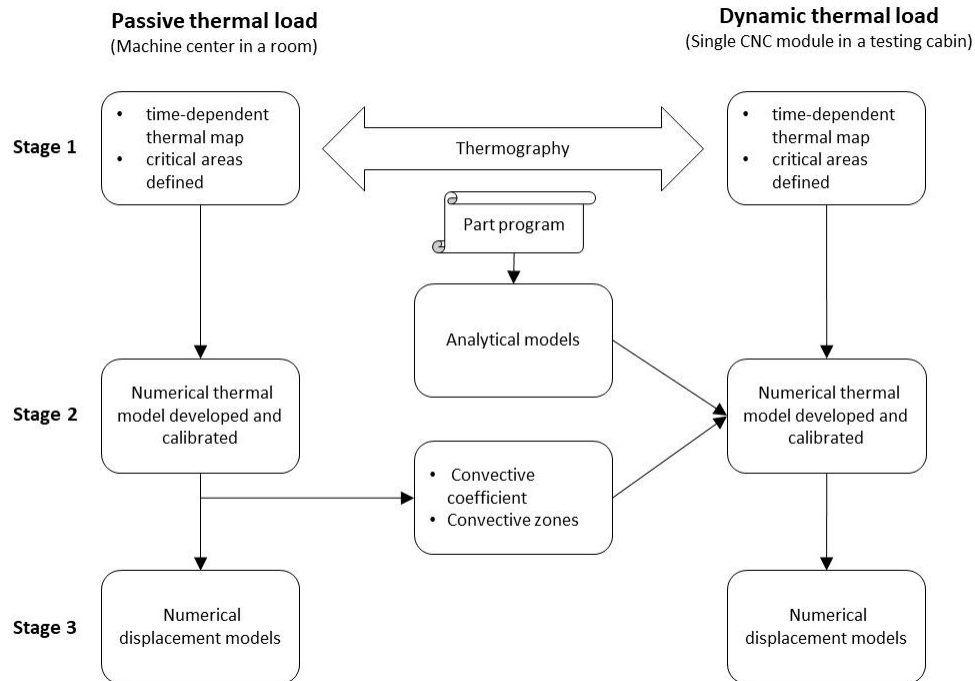 Passive thermal load
(Machine center in a room)
Dynamic thermal load
(Single CNC module in a testing cabin)
Stage 1
• time-dependent
thermal map
• critical areas
defined
Thermography
• time-dependent
thermal map
• critical areas
defined
Part program
Analytical models
Stage 2
Numerical thermal
model developed and
calibrated
Numerical thermal
model developed and
calibrated
• Convective
coefficient
• Convective zones
Stage 3
Numerical
displacement models
Numerical
displacement models